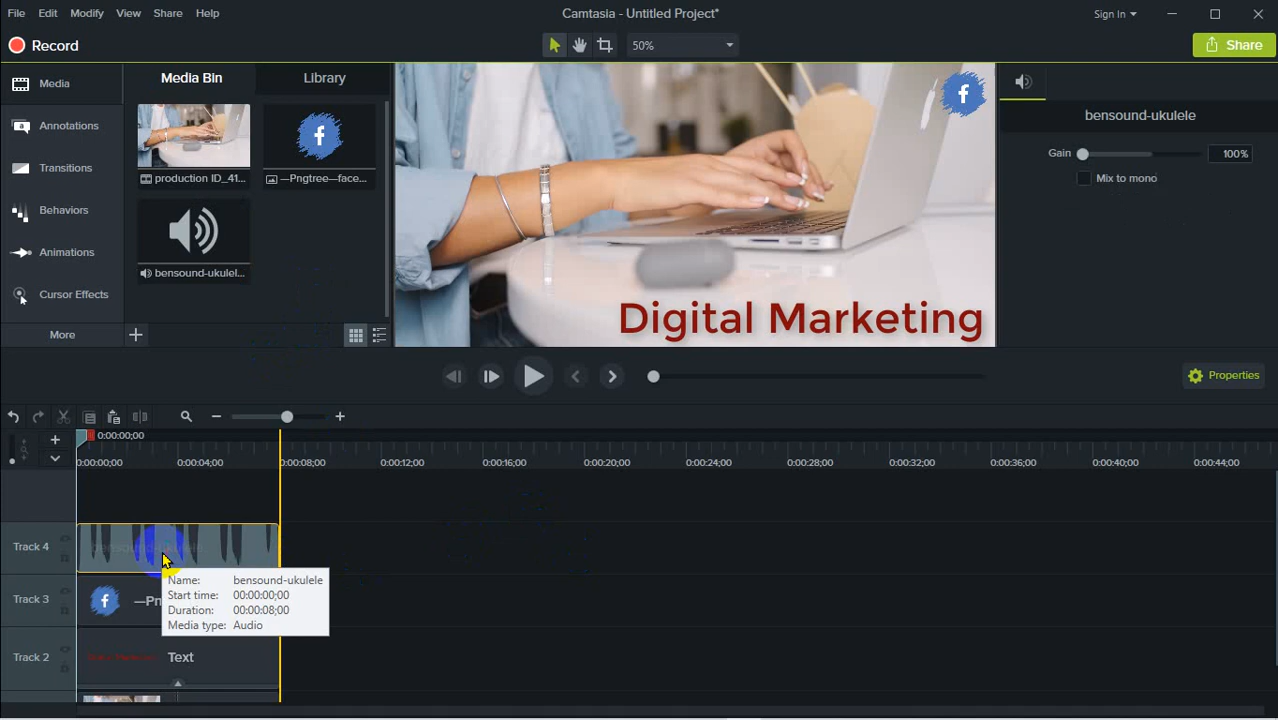 File Edit Modify View Share Help
Camtasia - Untitled Project*
Sign In
Record
50%
Share
Media
Annotations
Transitions
Behaviors
Animations
Cursor Effects
More
Media Bin
Library
production ID_41...
—Pngtree—face...
bensound-ukulel...
Digital Marketing
bensound-ukulele
Gain
100%
Mix to mono
Properties
0:00:00;00
0:00:00;00 0:00:04;00 0:00:08;00 0:00:12;00 0:00:16;00 0:00:20;00 0:00:24;00 0:00:28;00 0:00:32;00 0:00:36;00 0:00:40;00 0:00:44;00
Track 4
bensound-ukulele
Name: bensound-ukulele
Start time: 00:00:00;00
Duration: 00:00:08;00
Media type: Audio
Track 3
—Pn
Track 2
Text